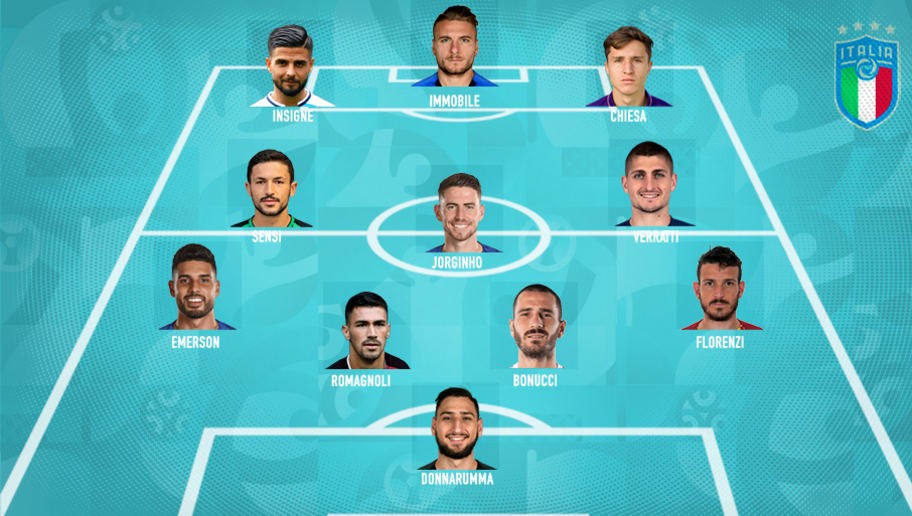 ITALIA
IMMOBILE
INSIGNE
CHIESA
SENSI
VERRATTI
JORGINHO
EMERSON
FLORENZI
ROMAGNOLI
BONUCCI
DONNARUMMA